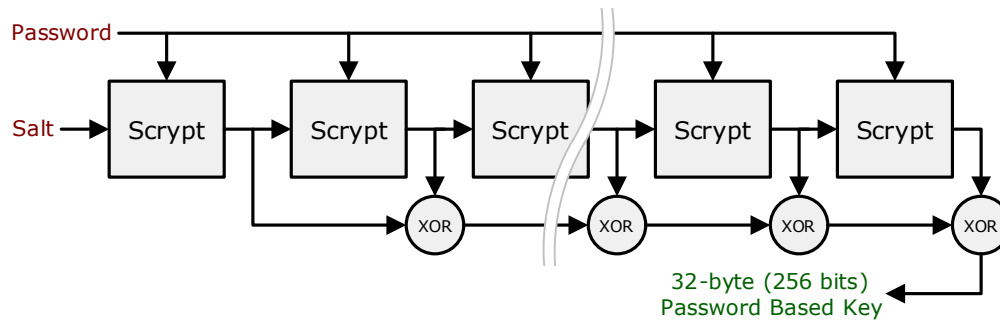 Password
Salt
Scrypt
Scrypt
Scrypt
Scrypt
Scrypt
XOR
XOR
XOR
XOR
32-byte (256 bits)
Password Based Key